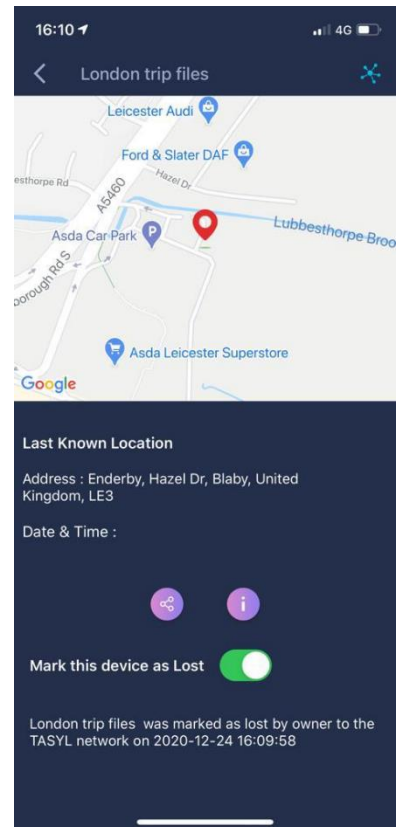 16:10
4G
London trip files
Leicester Audi
Ford & Slater DAF
Hazel Dr
esthorpe Rd
A5460
Lubbesthorpe Broo
Asda Car Park
P
orough Rd S
Asda Leicester Superstore
Google
Last Known Location
Address : Enderby, Hazel Dr, Blaby, United
Kingdom, LE3
Date & Time :
i
Mark this device as Lost
London trip files was marked as lost by owner to the
TASYL network on 2020-12-24 16:09:58